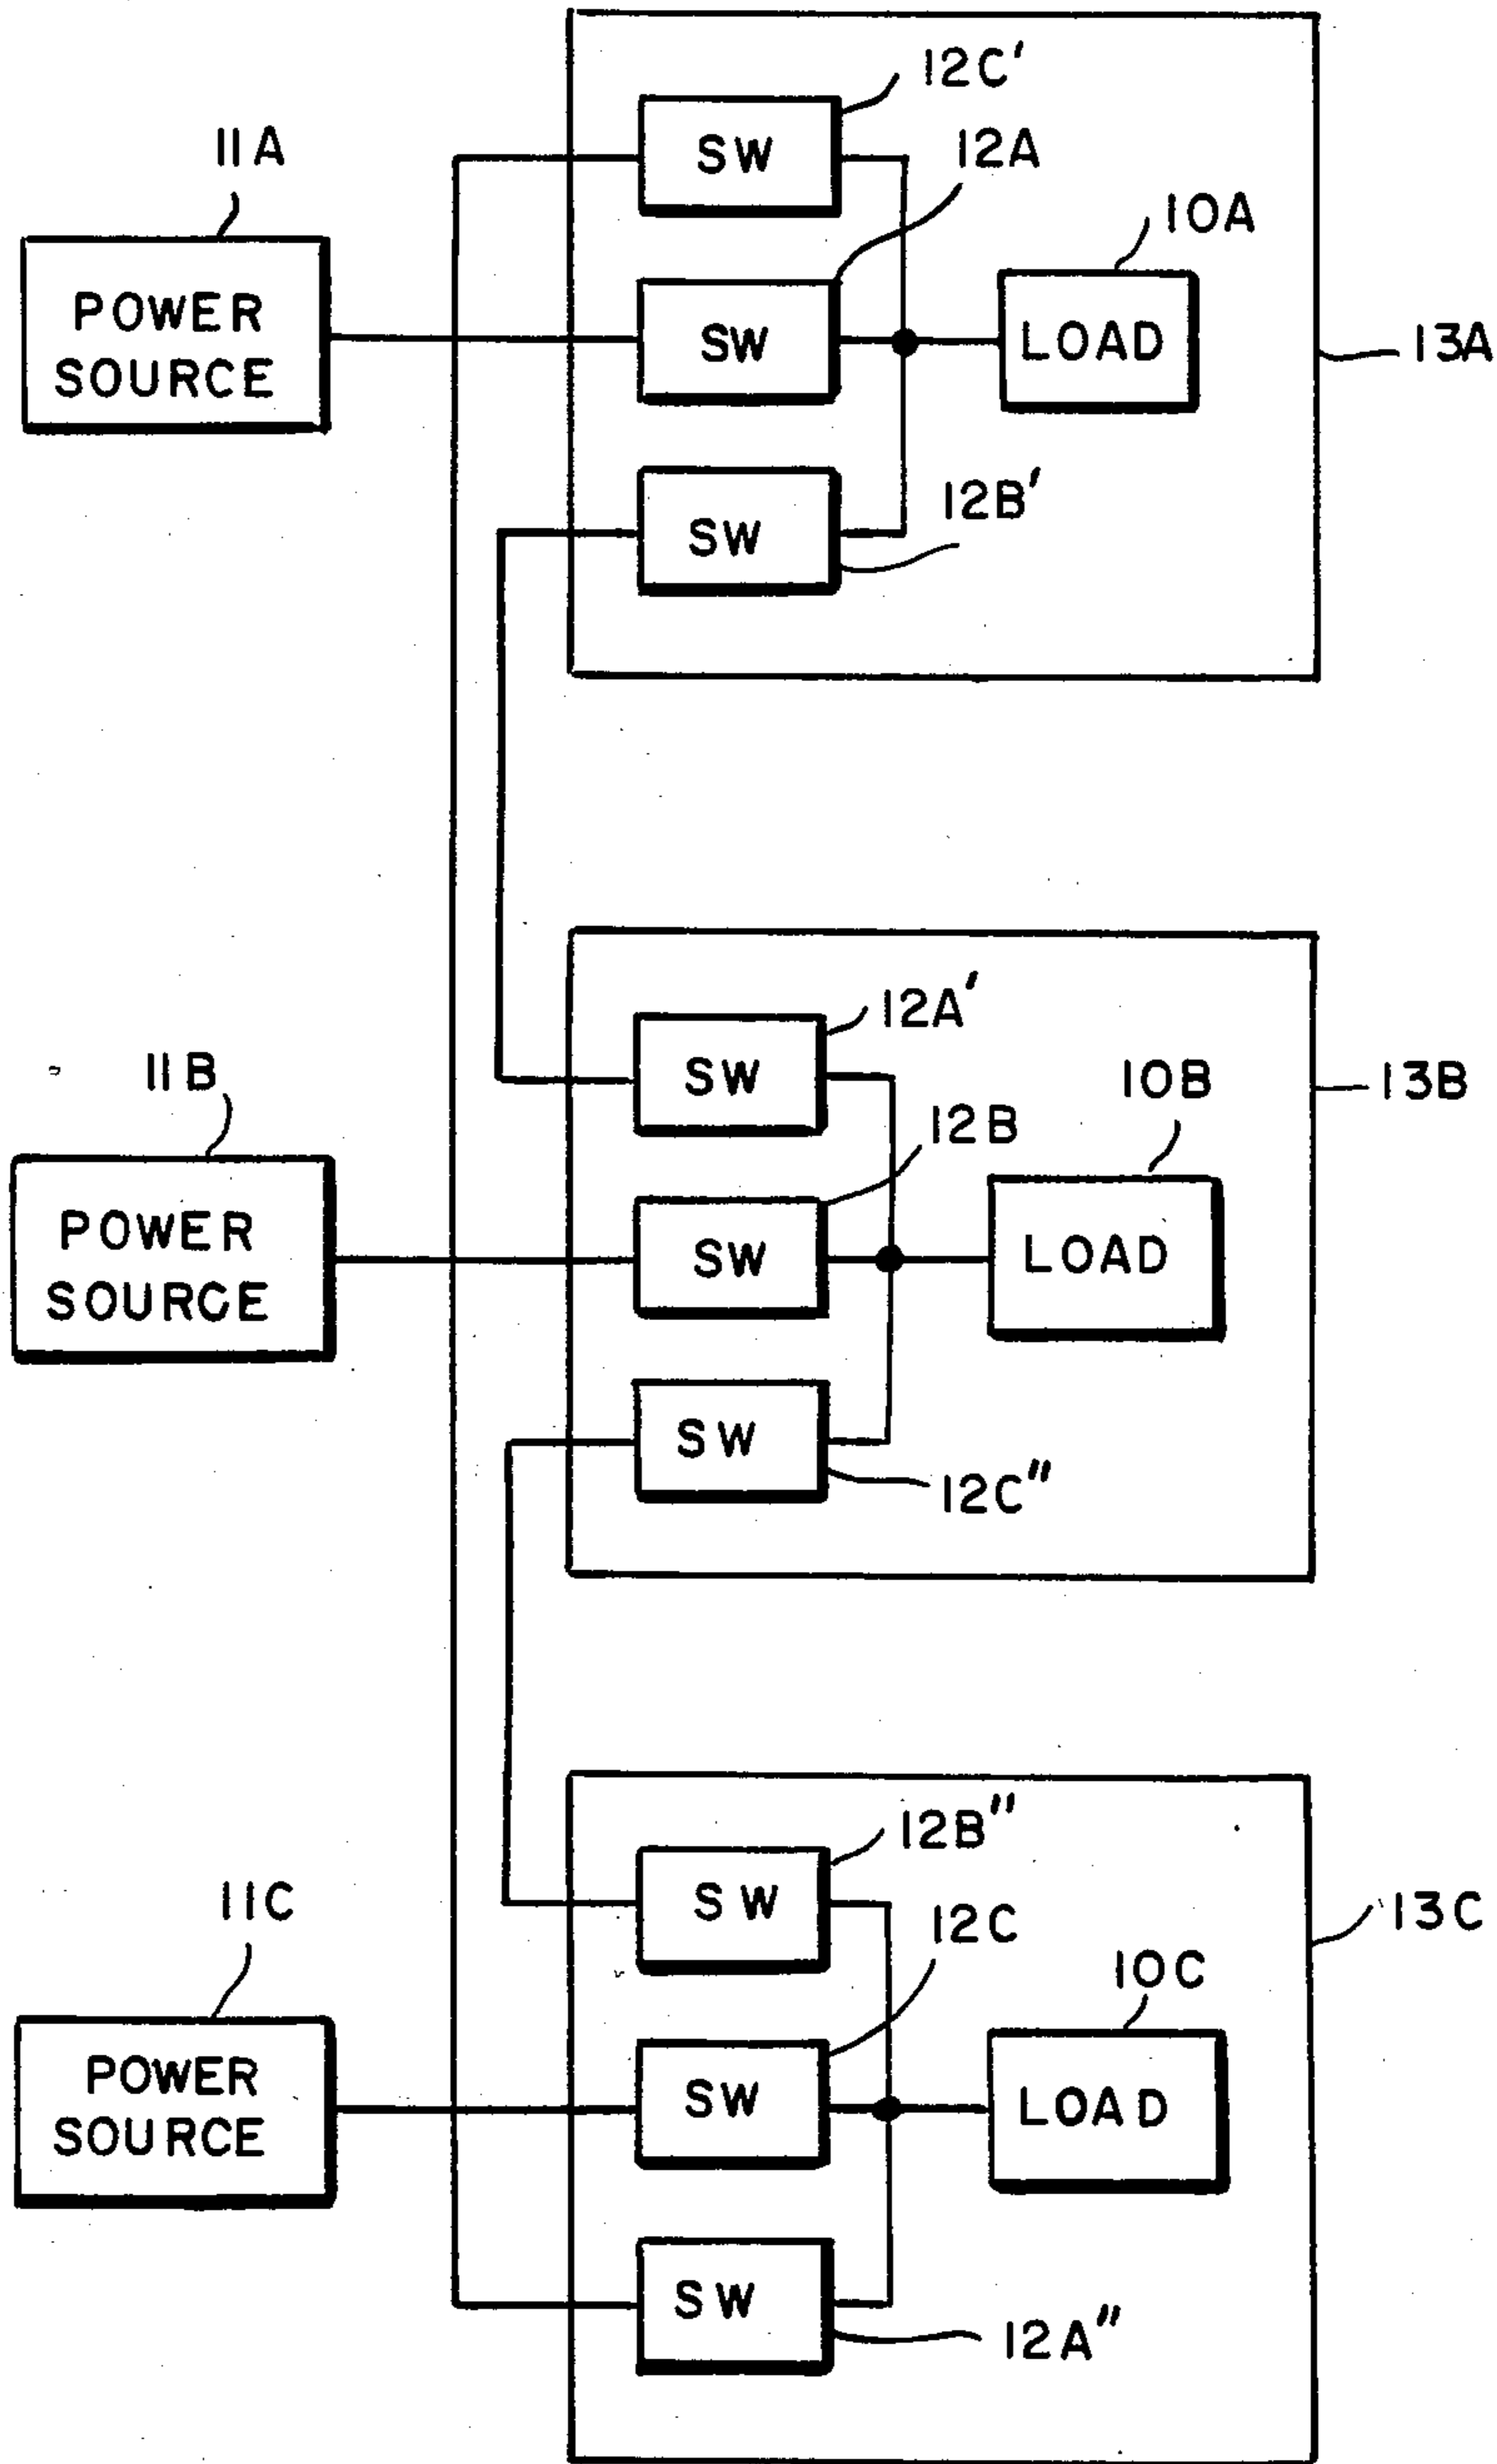 12C'
SW
12A
11A
10A
POWER
SOURCE
SW
LOAD
13A
12B'
SW
12A'
SW
11B
10B
13B
12B
POWER
SOURCE
SW
LOAD
SW
12C"
12B"
SW
11C
12C
13C
10C
POWER
SOURCE
SW
LOAD
SW
12A"